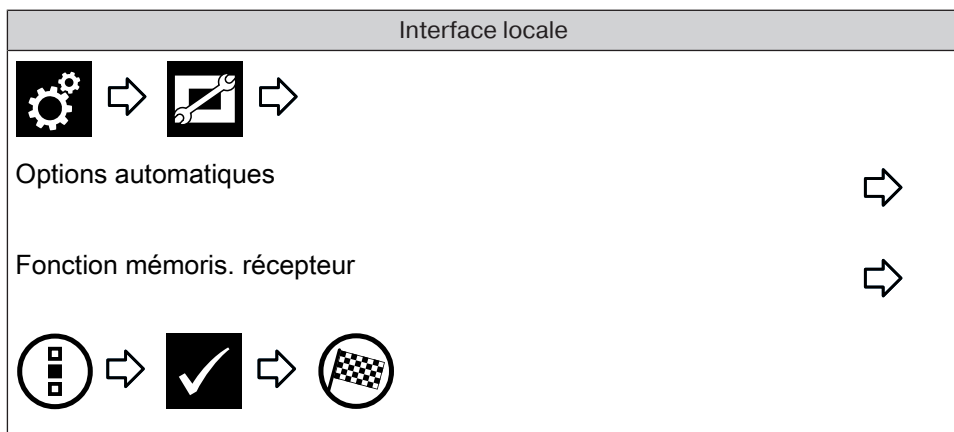 Interface locale
Options automatiques
Fonction mémoris. récepteur